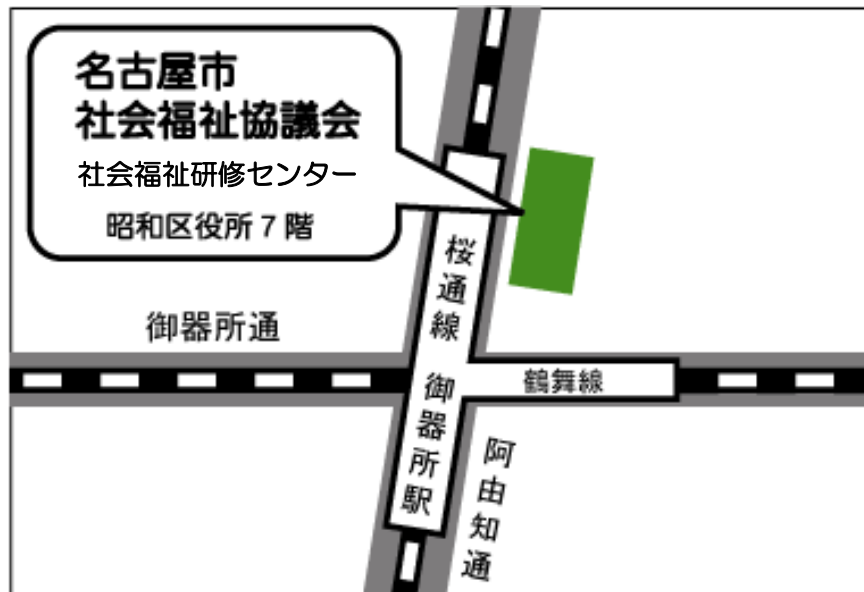 名古屋市
社会福祉協議会
社会福祉研修センター
昭和区役所7階
御器所通
桜通線 御器所駅
鶴舞線
阿由知通